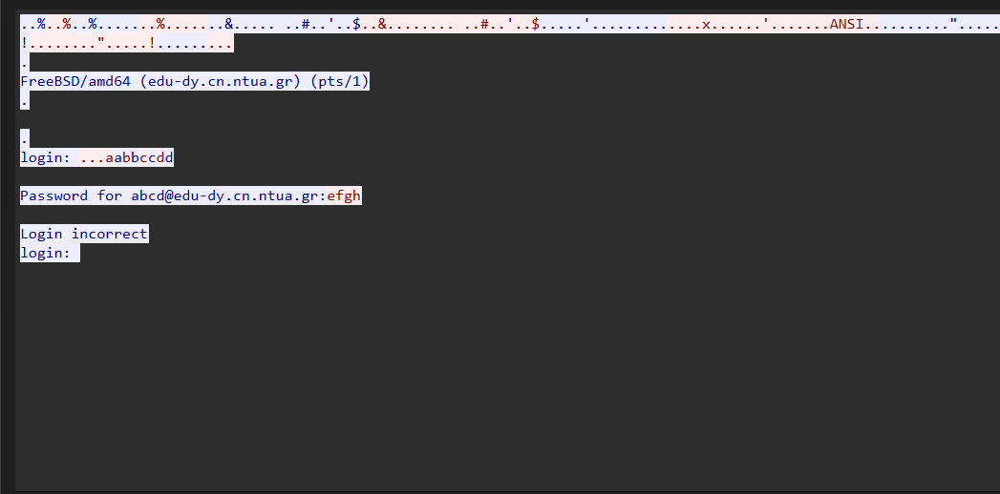 ..%..%..%.........%........&..... ..#..'..$..&........ ..#..'..$.....'.............x......'.......ANSI..........".....
!........".....!.........
.
FreeBSD/amd64 (edu-dy.cn.ntua.gr) (pts/1)
.
.
login: ...aabbccdd
Password for abcd@edu-dy.cn.ntua.gr:efgh
Login incorrect
login: